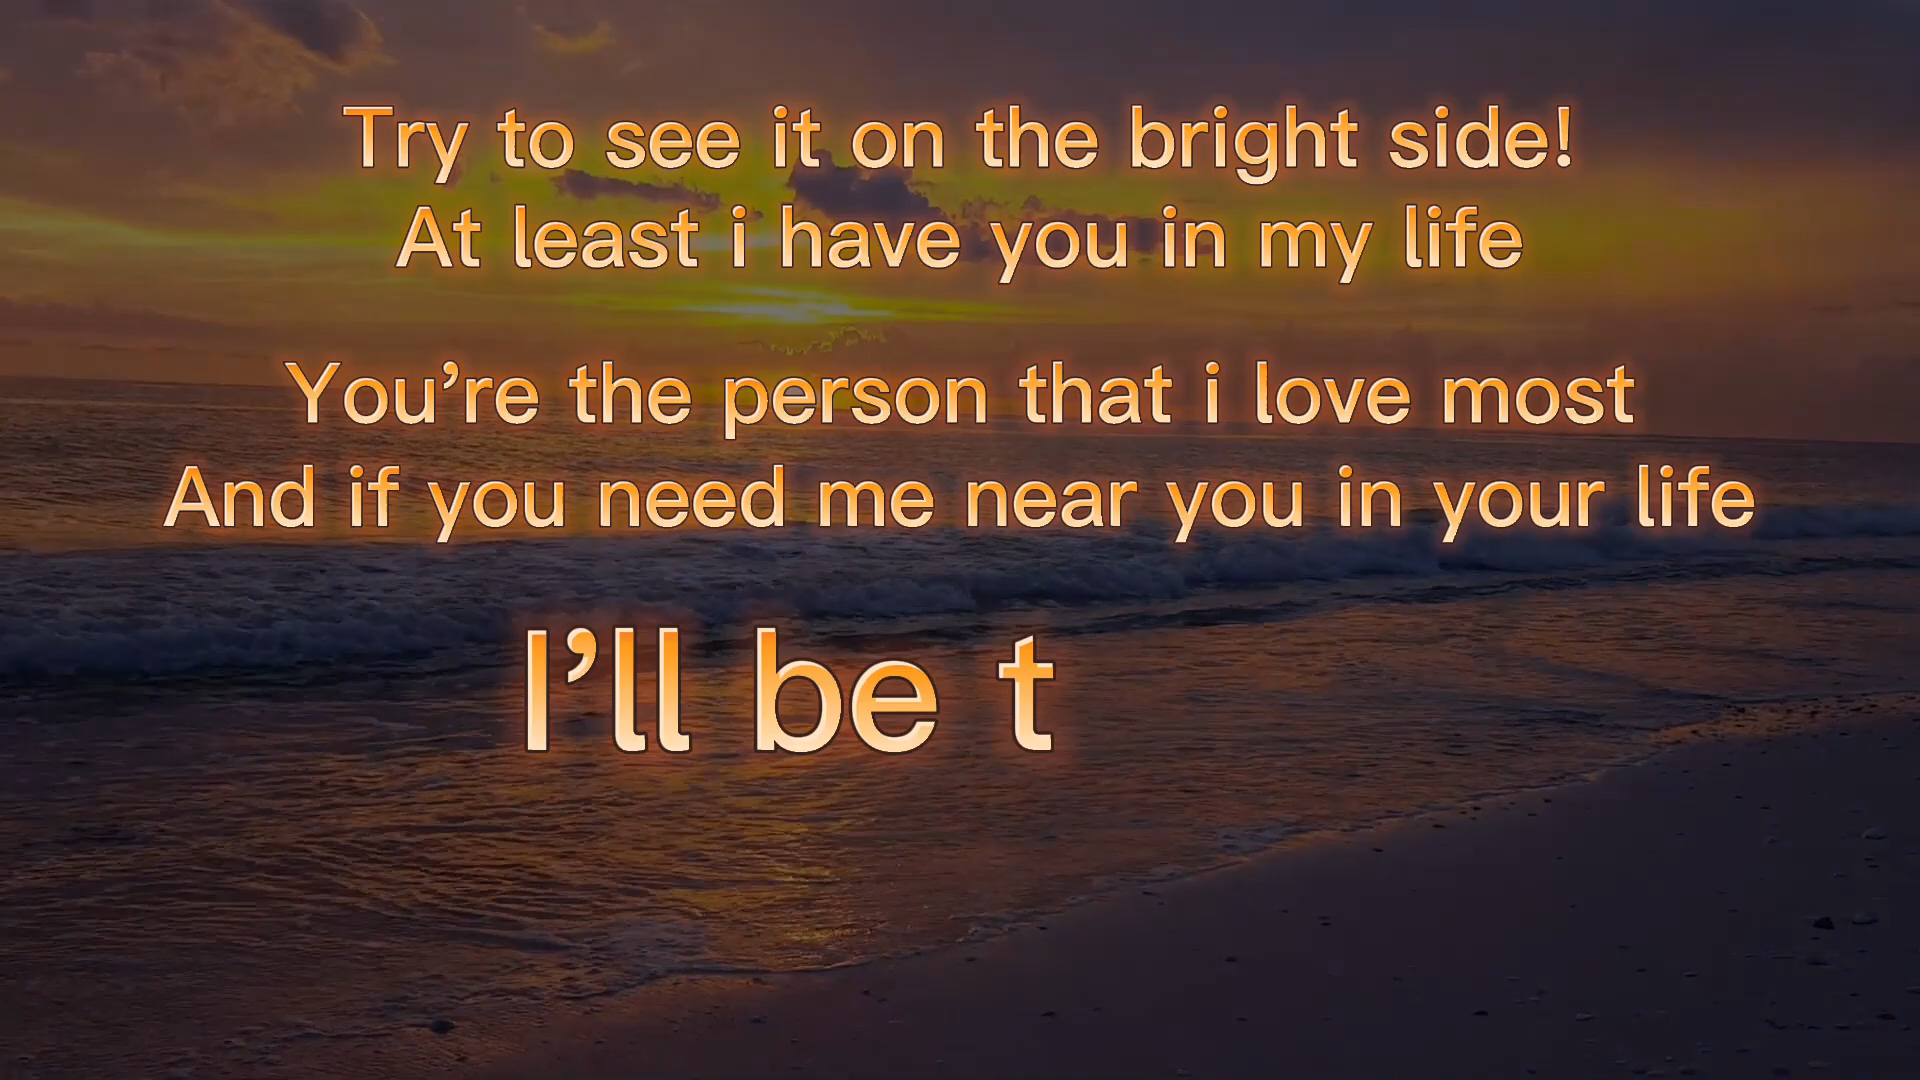 Try to see it on the bright side!
At least i have you in my life
You’re the person that i love most
And if you need me near you in your life
I’ll be t